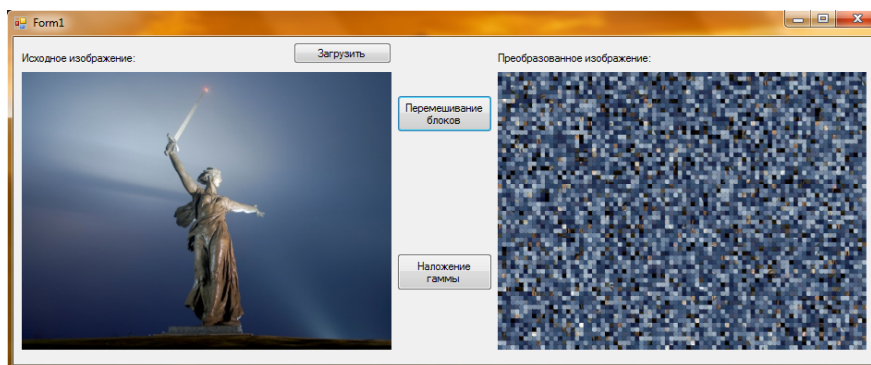 Form1
Исходное изображение:
Загрузить
Преобразованное изображение:
Перемешивание
блоков
Наложение
гаммы